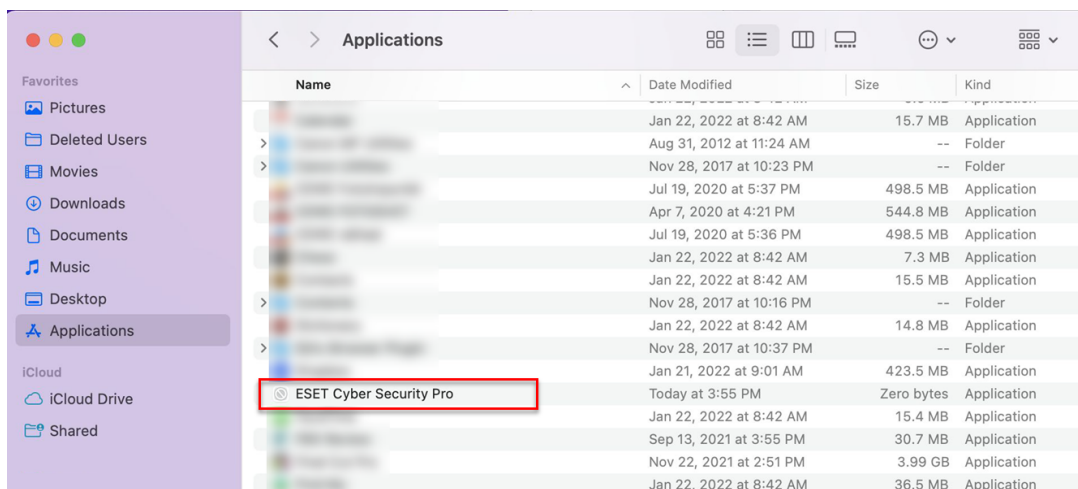 Applications
Favorites
Pictures
Deleted Users
Movies
Downloads
Documents
Music
Desktop
Applications
iCloud
iCloud Drive
Shared
Name Date Modified Size Kind
Jan 22, 2022 at 8:42 AM 15.7 MB Application
Aug 31, 2012 at 11:24 AM -- Folder
Nov 28, 2017 at 10:23 PM -- Folder
Jul 19, 2020 at 5:37 PM 498.5 MB Application
Apr 7, 2020 at 4:21 PM 544.8 MB Application
Jul 19, 2020 at 5:36 PM 498.5 MB Application
Jan 22, 2022 at 8:42 AM 7.3 MB Application
Jan 22, 2022 at 8:42 AM 15.5 MB Application
Nov 28, 2017 at 10:16 PM -- Folder
Jan 22, 2022 at 8:42 AM 14.8 MB Application
Nov 28, 2017 at 10:37 PM -- Folder
Jan 21, 2022 at 9:01 AM 423.5 MB Application
ESET Cyber Security Pro Today at 3:55 PM Zero bytes Application
Jan 22, 2022 at 8:42 AM 15.4 MB Application
Sep 13, 2021 at 3:55 PM 30.7 MB Application
Nov 22, 2021 at 2:51 PM 3.99 GB Application
Jan 22, 2022 at 8:42 AM 36.5 MB Application